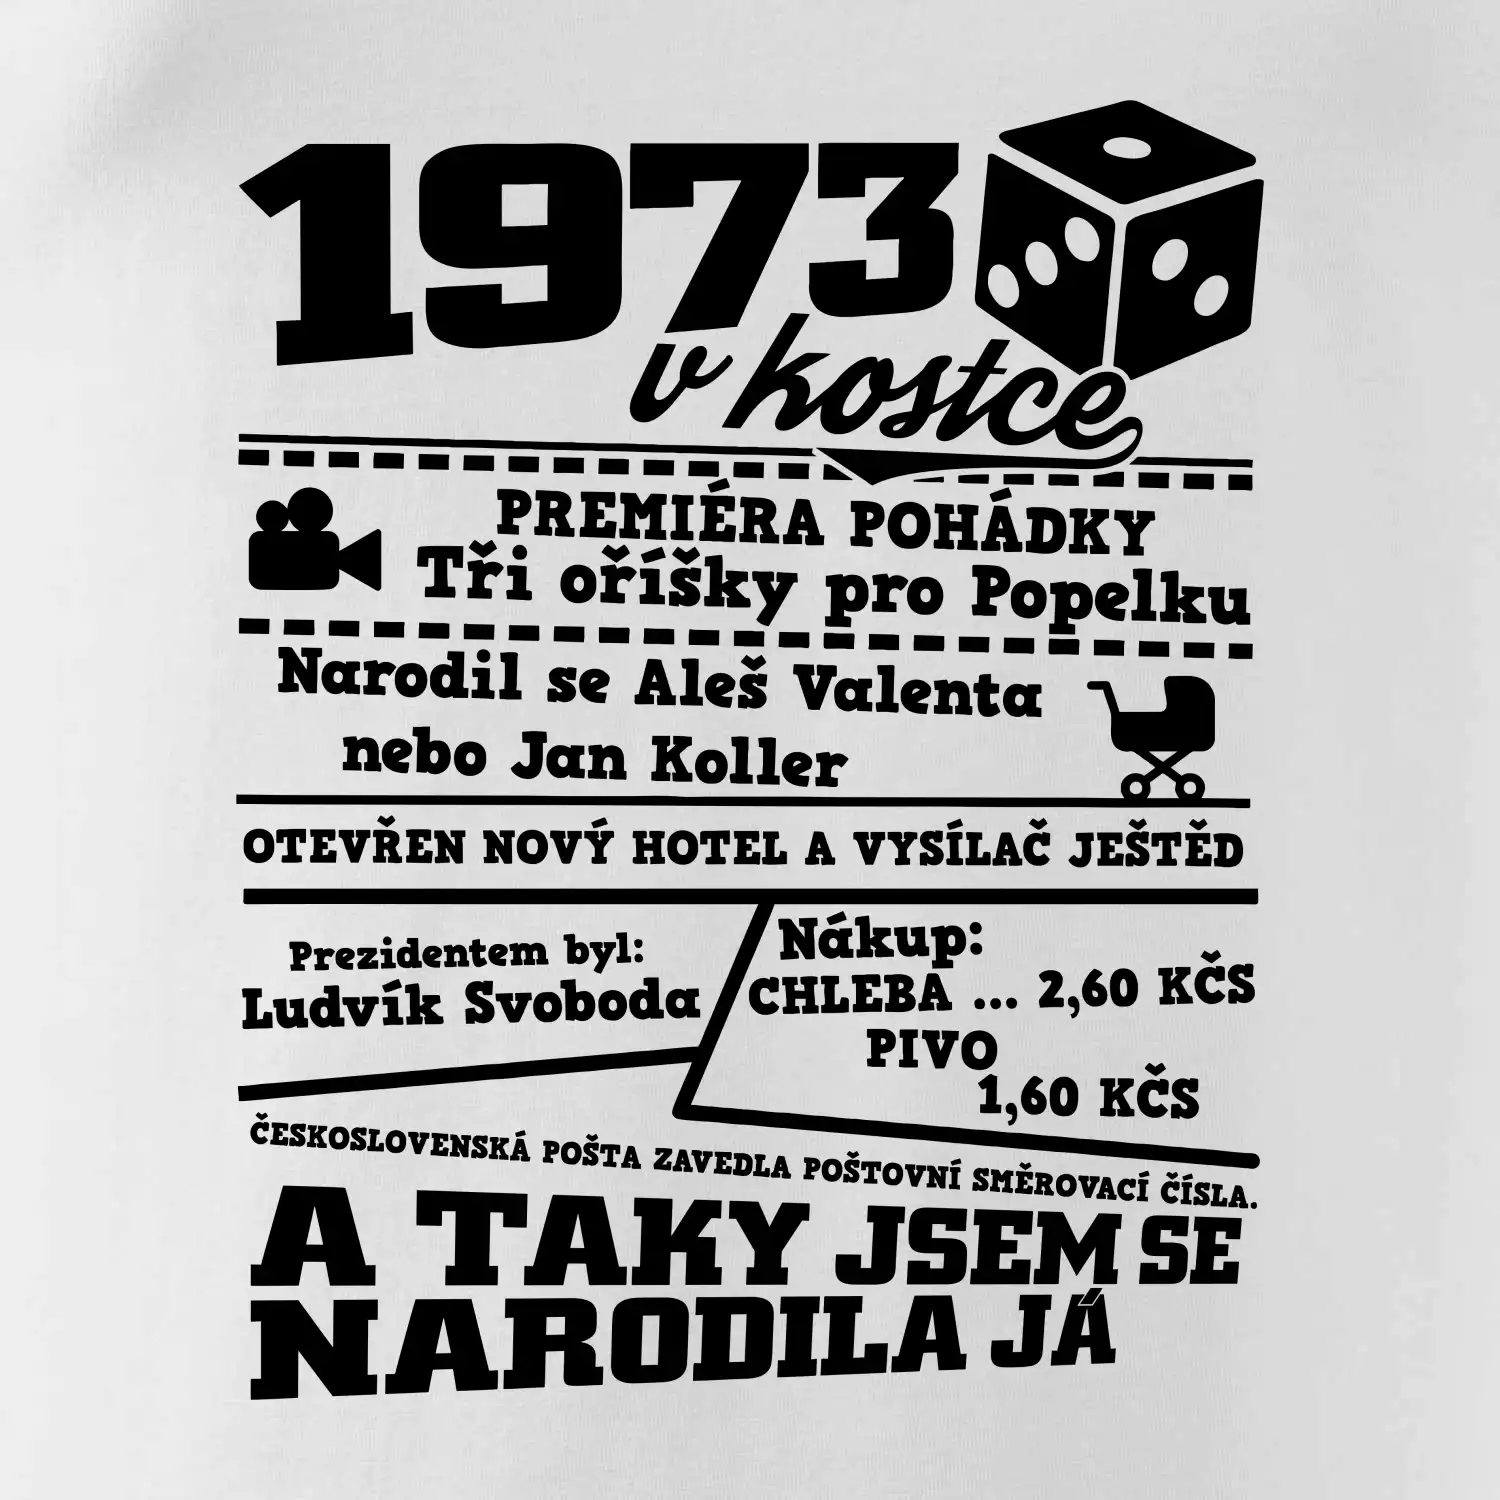 1973
v kostce
PREMIÉRA POHÁDKY
Tři oříšky pro Popelku
Narodil se Aleš Valenta
nebo Jan Koller
OTEVŘEN NOVÝ HOTEL A VYSÍLAČ JEŠTĚD
Prezidentem byl:
Ludvík Svoboda
Nákup:
CHLEBA ... 2,60 KČS
PIVO
1,60 KČS
ČESKOSLOVENSKÁ POŠTA ZAVEDLA POŠTOVNÍ SMĚROVACÍ ČÍSLA.
A TAKY JSEM SE
NARODILA JÁ